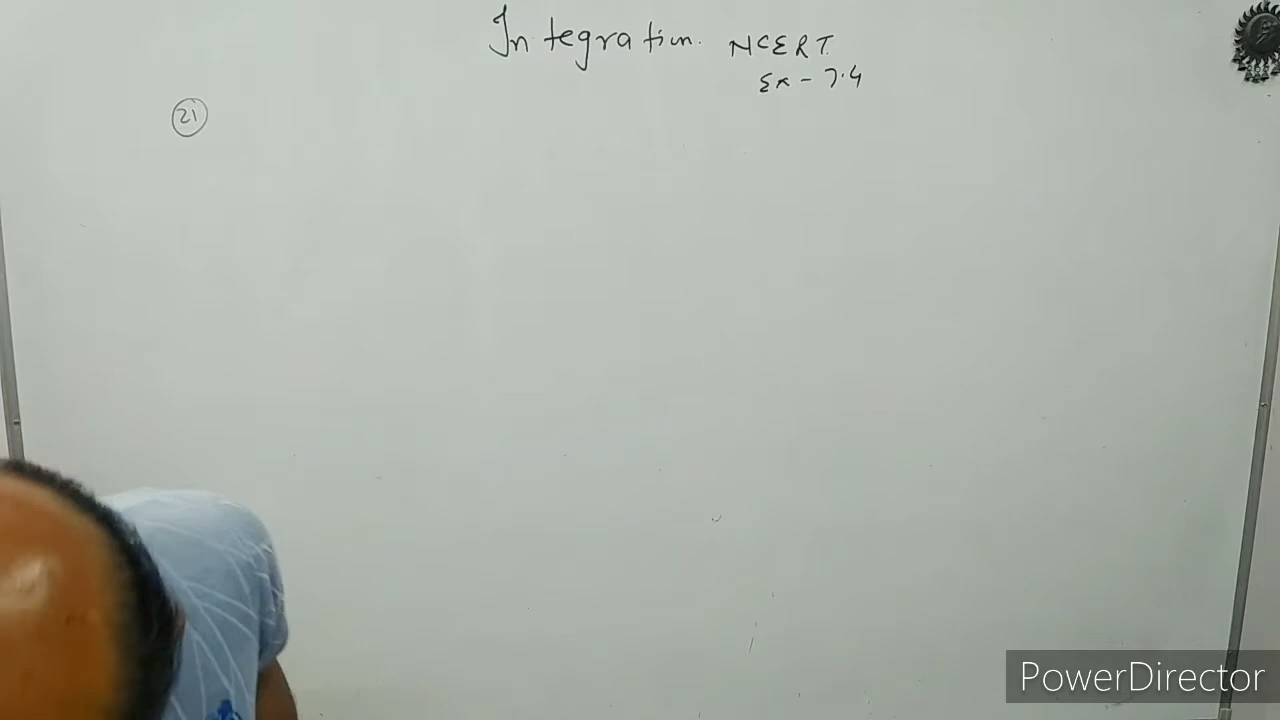 Integration. NCERT.
Ex - 7.4
21
PowerDirector